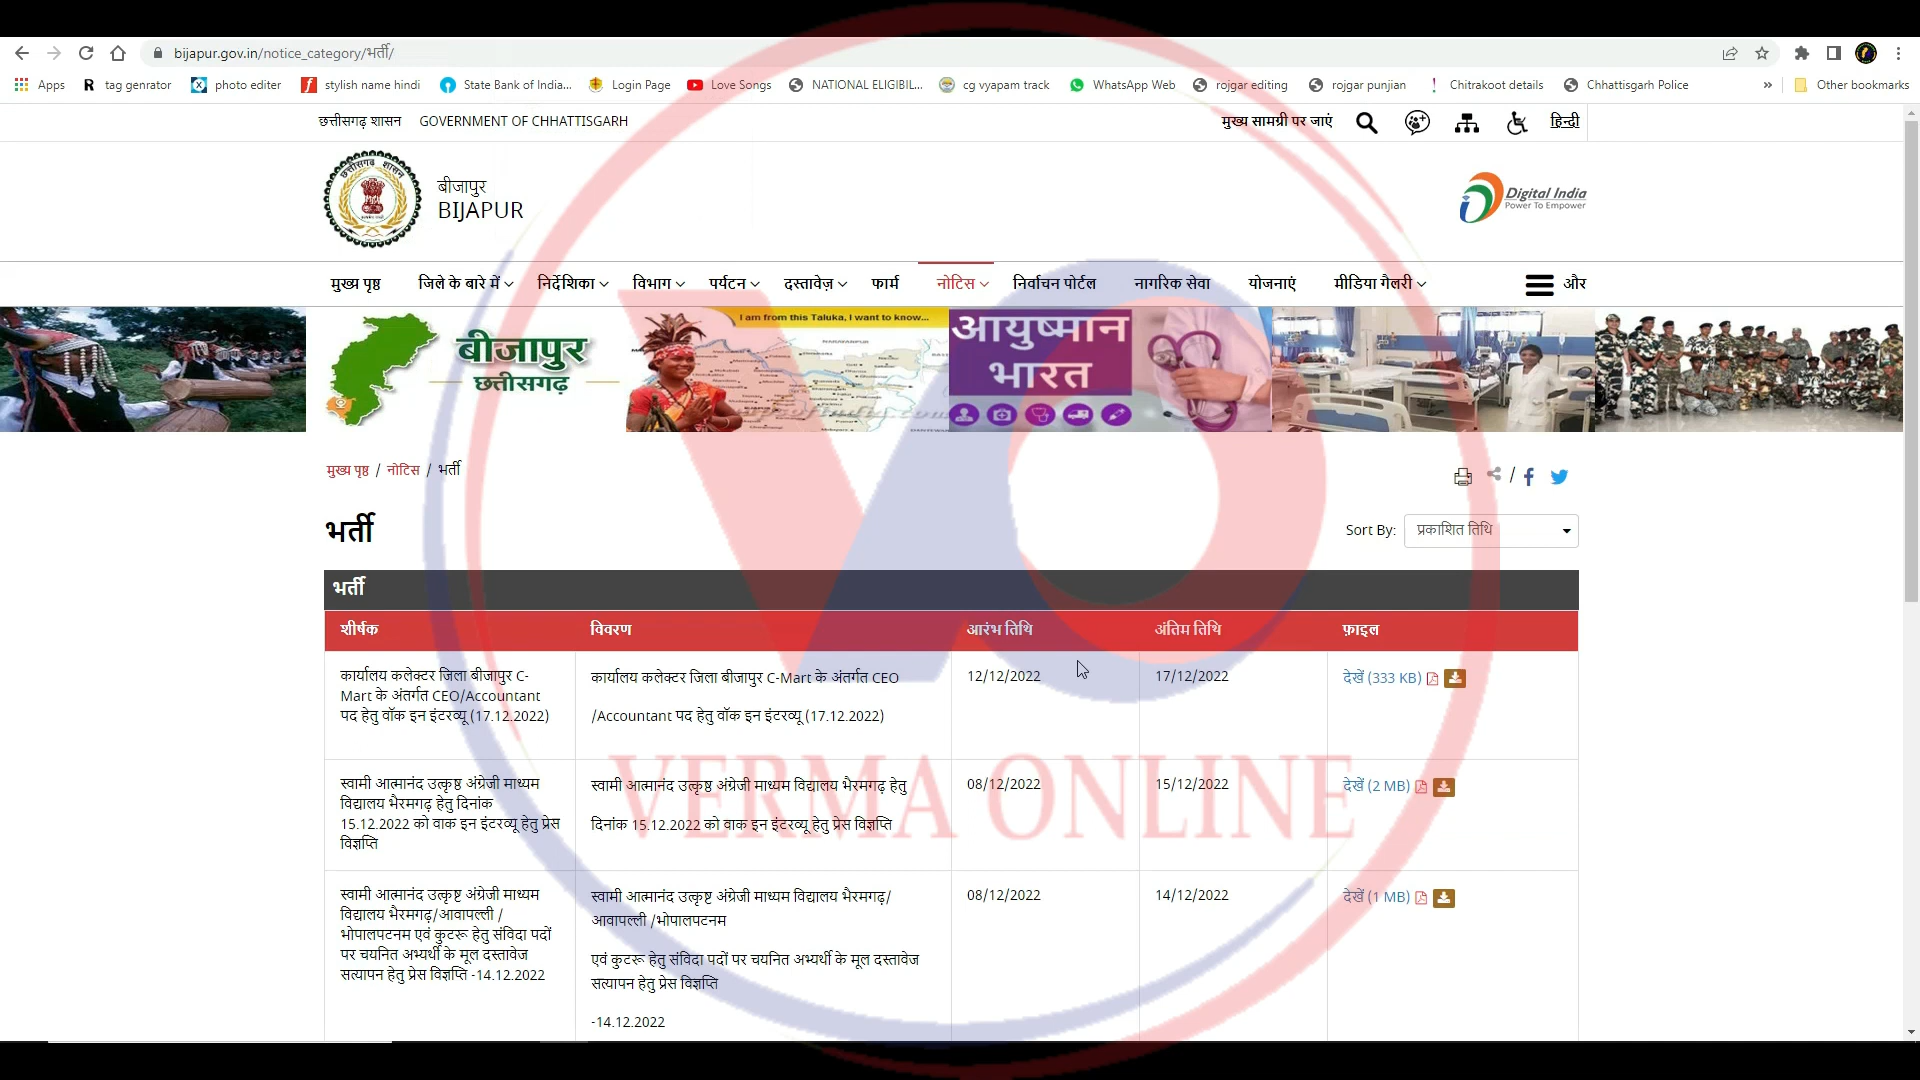 bijapur.gov.in/notice_category/भर्ती/
Apps
tag genrator
photo editer
stylish name hindi
State Bank of India...
Login Page
Love Songs
NATIONAL ELIGIBIL...
cg vyapam track
WhatsApp Web
rojgar editing
rojgar punjian
Chitrakoot details
Chhattisgarh Police
»
Other bookmarks
छत्तीसगढ़ शासन GOVERNMENT OF CHHATTISGARH
मुख्य सामग्री पर जाएं
हिन्दी
बीजापुर
BIJAPUR
Digital India
Power To Empower
मुख्य पृष्ठ
जिले के बारे में
निर्देशिका
विभाग
पर्यटन
दस्तावेज़
फार्म
नोटिस
निर्वाचन पोर्टल
नागरिक सेवा
योजनाएं
मीडिया गैलरी
और
बीजापुर
छत्तीसगढ़
I am from this Taluka, I want to know...
आयुष्मान
भारत
मुख्य पृष्ठ / नोटिस / भर्ती
भर्ती
Sort By: प्रकाशित तिथि
भर्ती
शीर्षक
विवरण
आरंभ तिथि
अंतिम तिथि
फ़ाइल
कार्यालय कलेक्टर जिला बीजापुर C-
Mart के अंतर्गत CEO/Accountant
पद हेतु वॉक इन इंटरव्यू (17.12.2022)
कार्यालय कलेक्टर जिला बीजापुर C-Mart के अंतर्गत CEO
/Accountant पद हेतु वॉक इन इंटरव्यू (17.12.2022)
12/12/2022
17/12/2022
देखें (333 KB)
स्वामी आत्मानंद उत्कृष्ठ अंग्रेजी माध्यम
विद्यालय भैरमगढ़ हेतु दिनांक
15.12.2022 को वाक इन इंटरव्यू हेतु प्रेस
विज्ञप्ति
स्वामी आत्मानंद उत्कृष्ठ अंग्रेजी माध्यम विद्यालय भैरमगढ़ हेतु
दिनांक 15.12.2022 को वाक इन इंटरव्यू हेतु प्रेस विज्ञप्ति
08/12/2022
15/12/2022
देखें (2 MB)
VERMA ONLINE
स्वामी आत्मानंद उत्कृष्ट अंग्रेजी माध्यम
विद्यालय भैरमगढ़/आवापल्ली /
भोपालपटनम एवं कुटरू हेतु संविदा पदों
पर चयनित अभ्यर्थी के मूल दस्तावेज
सत्यापन हेतु प्रेस विज्ञप्ति -14.12.2022
स्वामी आत्मानंद उत्कृष्ट अंग्रेजी माध्यम विद्यालय भैरमगढ़/
आवापल्ली /भोपालपटनम
एवं कुटरू हेतु संविदा पदों पर चयनित अभ्यर्थी के मूल दस्तावेज
सत्यापन हेतु प्रेस विज्ञप्ति
-14.12.2022
08/12/2022
14/12/2022
देखें (1 MB)